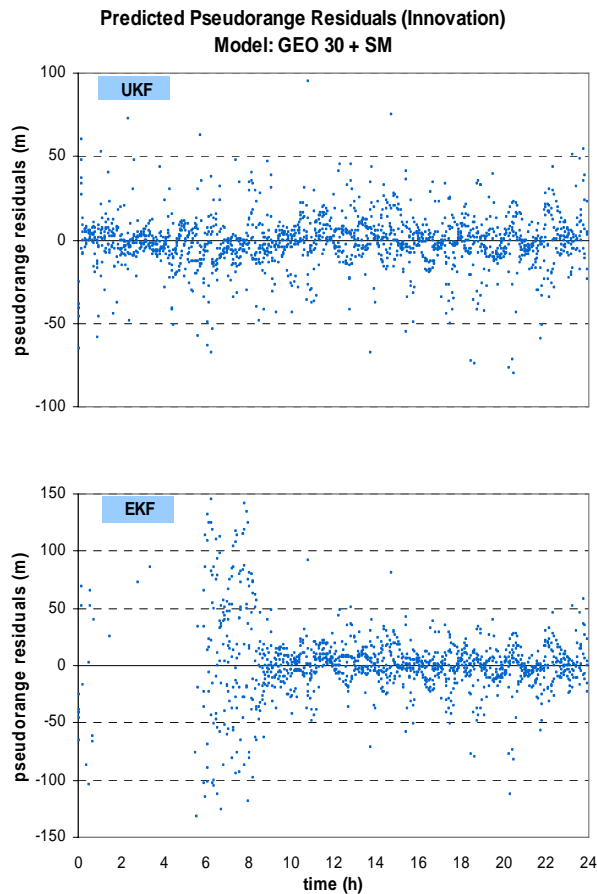 Predicted Pseudorange Residuals (Innovation)
Model: GEO 30 + SM
UKF
pseudorange residuals (m)
100
50
0
-50
-100
EKF
pseudorange residuals (m)
150
100
50
0
-50
-100
-150
0 2 4 6 8 10 12 14 16 18 20 22 24
time (h)